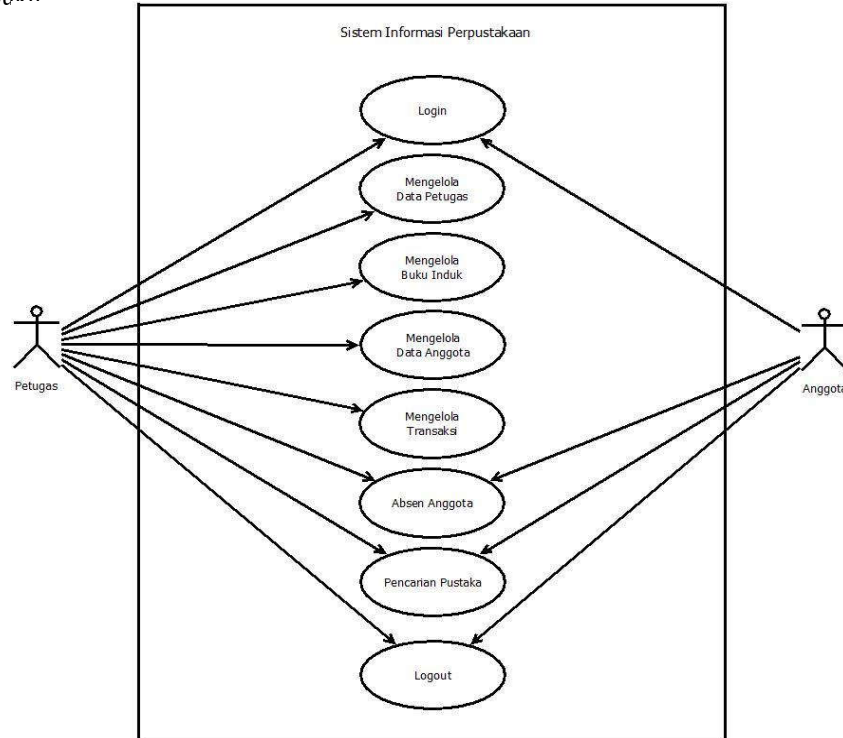 Sistem Informasi Perpustakaan
Login
Mengelola
Data Petugas
Mengelola
Buku Induk
Mengelola
Data Anggota
Mengelola
Transaksi
Absen Anggota
Pencarian Pustaka
Logout
Petugas
Anggota